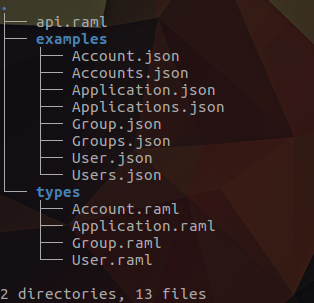 .
├── api.raml
├── examples
│   ├── Account.json
│   ├── Accounts.json
│   ├── Application.json
│   ├── Applications.json
│   ├── Group.json
│   ├── Groups.json
│   ├── User.json
│   └── Users.json
└── types
    ├── Account.raml
    ├── Application.raml
    ├── Group.raml
    └── User.raml

2 directories, 13 files